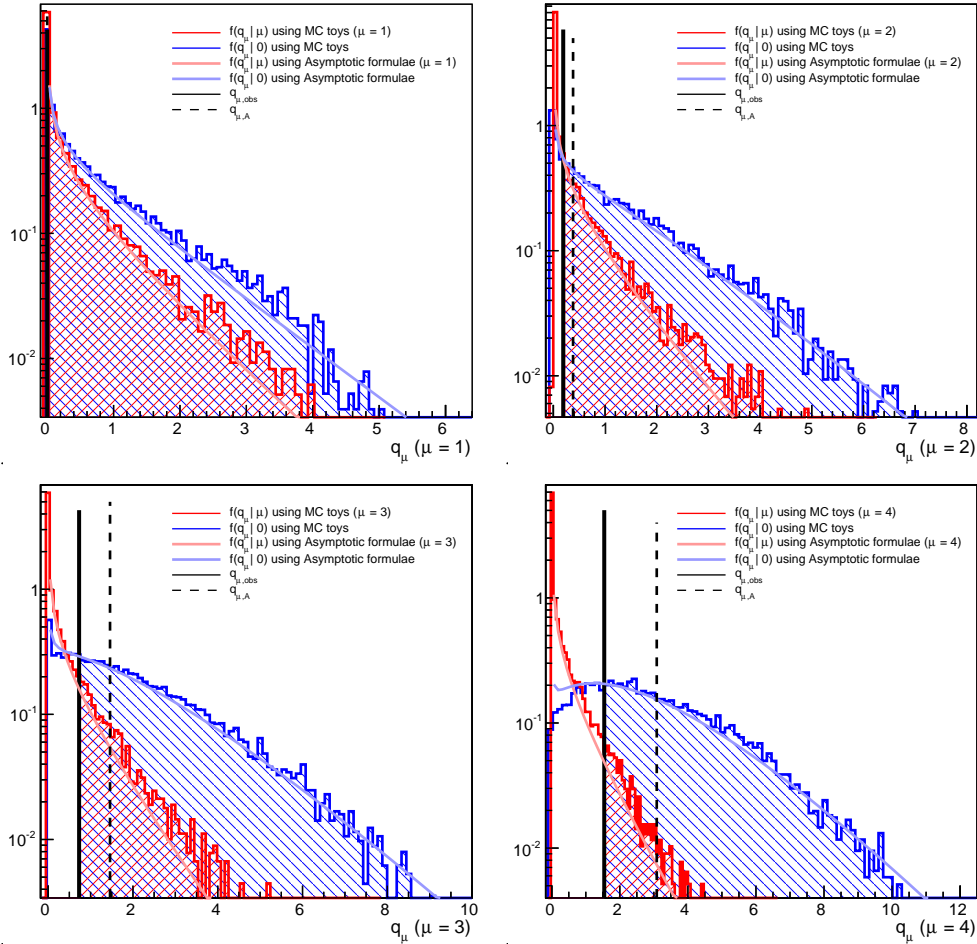 f(q_μ|μ) using MC toys (μ = 1)
f(q_μ|0) using MC toys
f(q_μ|μ) using Asymptotic formulae (μ = 1)
f(q_μ|0) using Asymptotic formulae
q_μ,obs
q_μ,A
1
10⁻¹
10⁻²
0 1 2 3 4 5 6
q_μ (μ = 1)
f(q_μ|μ) using MC toys (μ = 2)
f(q_μ|0) using MC toys
f(q_μ|μ) using Asymptotic formulae (μ = 2)
f(q_μ|0) using Asymptotic formulae
q_μ,obs
q_μ,A
1
10⁻¹
10⁻²
0 1 2 3 4 5 6 7 8
q_μ (μ = 2)
f(q_μ|μ) using MC toys (μ = 3)
f(q_μ|0) using MC toys
f(q_μ|μ) using Asymptotic formulae (μ = 3)
f(q_μ|0) using Asymptotic formulae
q_μ,obs
q_μ,A
1
10⁻¹
10⁻²
0 2 4 6 8 10
q_μ (μ = 3)
f(q_μ|μ) using MC toys (μ = 4)
f(q_μ|0) using MC toys
f(q_μ|μ) using Asymptotic formulae (μ = 4)
f(q_μ|0) using Asymptotic formulae
q_μ,obs
q_μ,A
1
10⁻¹
10⁻²
0 2 4 6 8 10 12
q_μ (μ = 4)